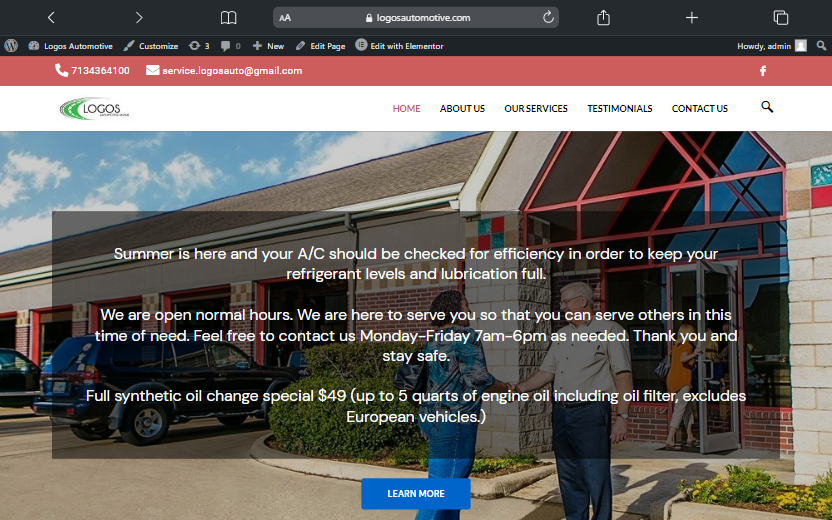 AA logosautomotive.com
Logos Automotive Customize 3 0 New Edit Page Edit with Elementor Howdy, admin
7134364100 service.logosauto@gmail.com
LOGOS
HOME ABOUT US OUR SERVICES TESTIMONIALS CONTACT US
Summer is here and your A/C should be checked for efficiency in order to keep your
refrigerant levels and lubrication full.
We are open normal hours. We are here to serve you so that you can serve others in this
time of need. Feel free to contact us Monday-Friday 7am-6pm as needed. Thank you and
stay safe.
Full synthetic oil change special $49 (up to 5 quarts of engine oil including oil filter, excludes
European vehicles.)
LEARN MORE